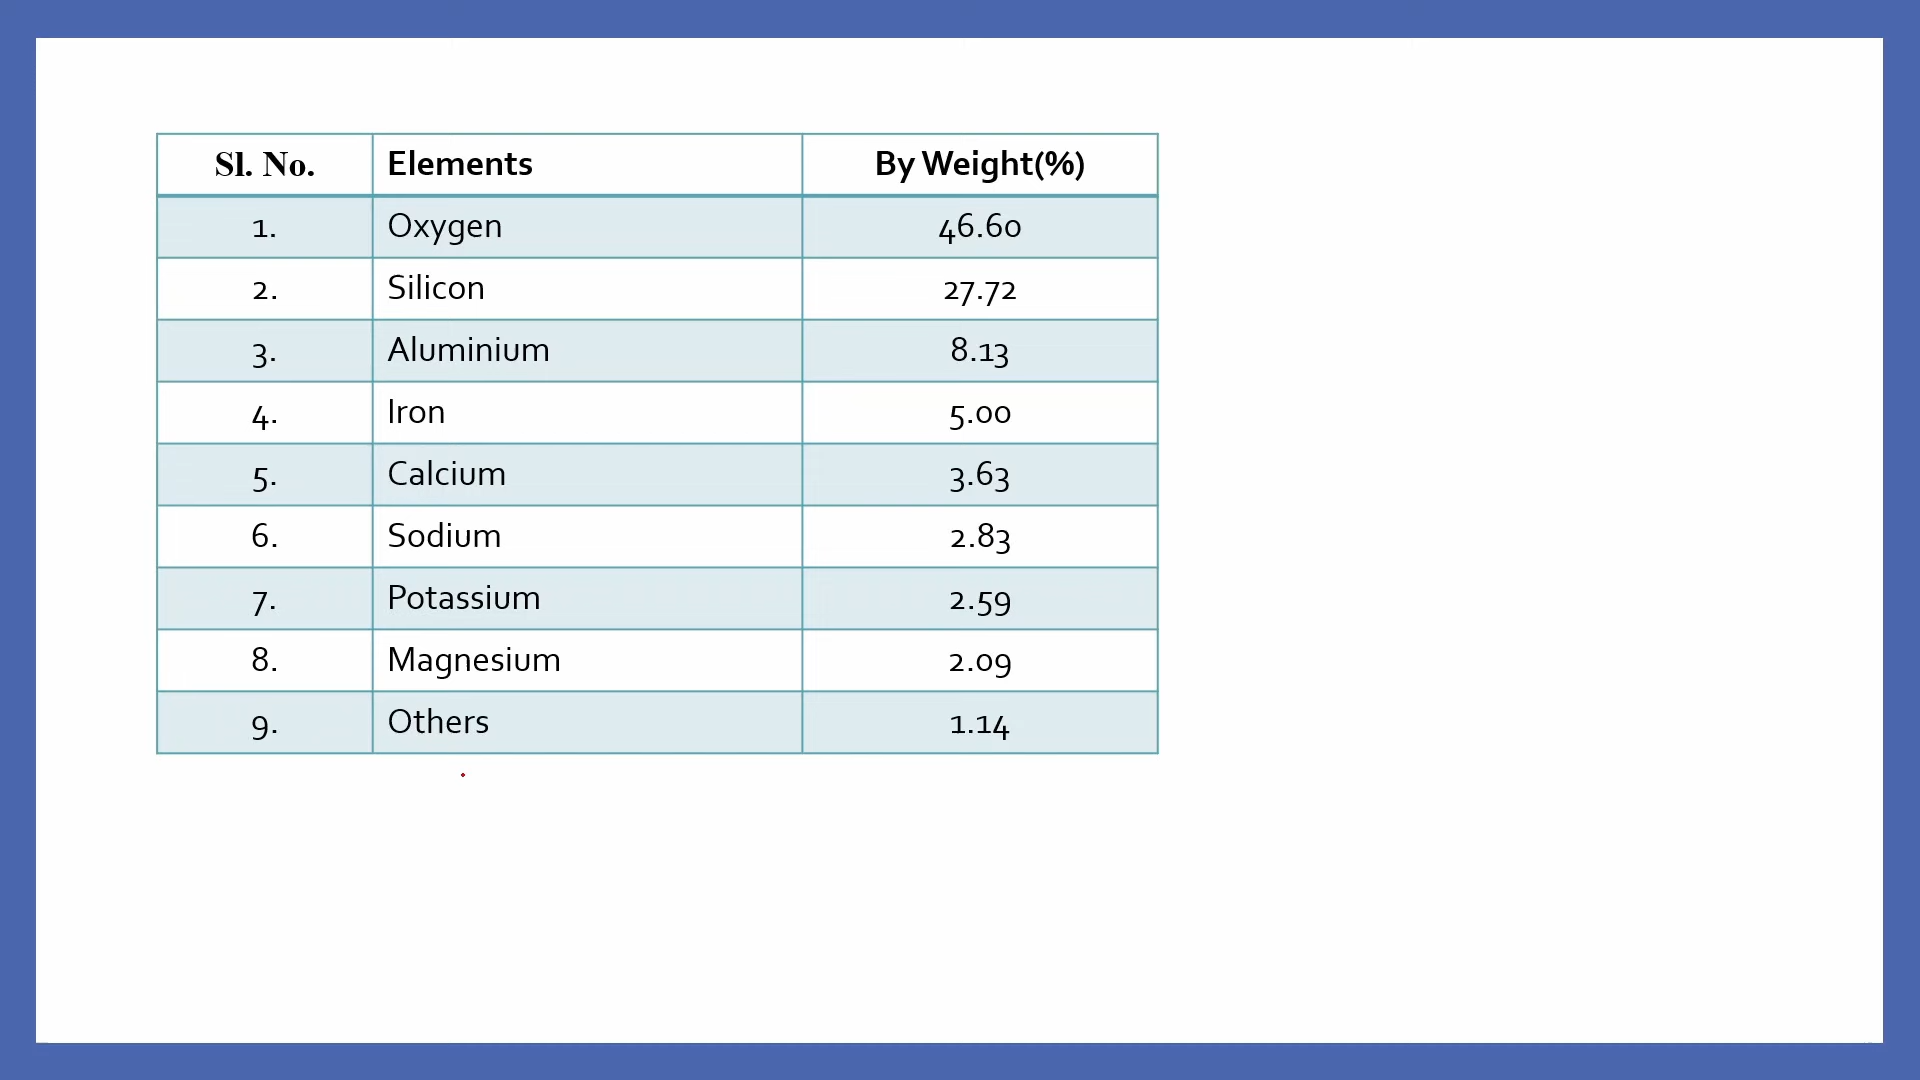 Sl. No. Elements By Weight(%)
1. Oxygen 46.60
2. Silicon 27.72
3. Aluminium 8.13
4. Iron 5.00
5. Calcium 3.63
6. Sodium 2.83
7. Potassium 2.59
8. Magnesium 2.09
9. Others 1.14